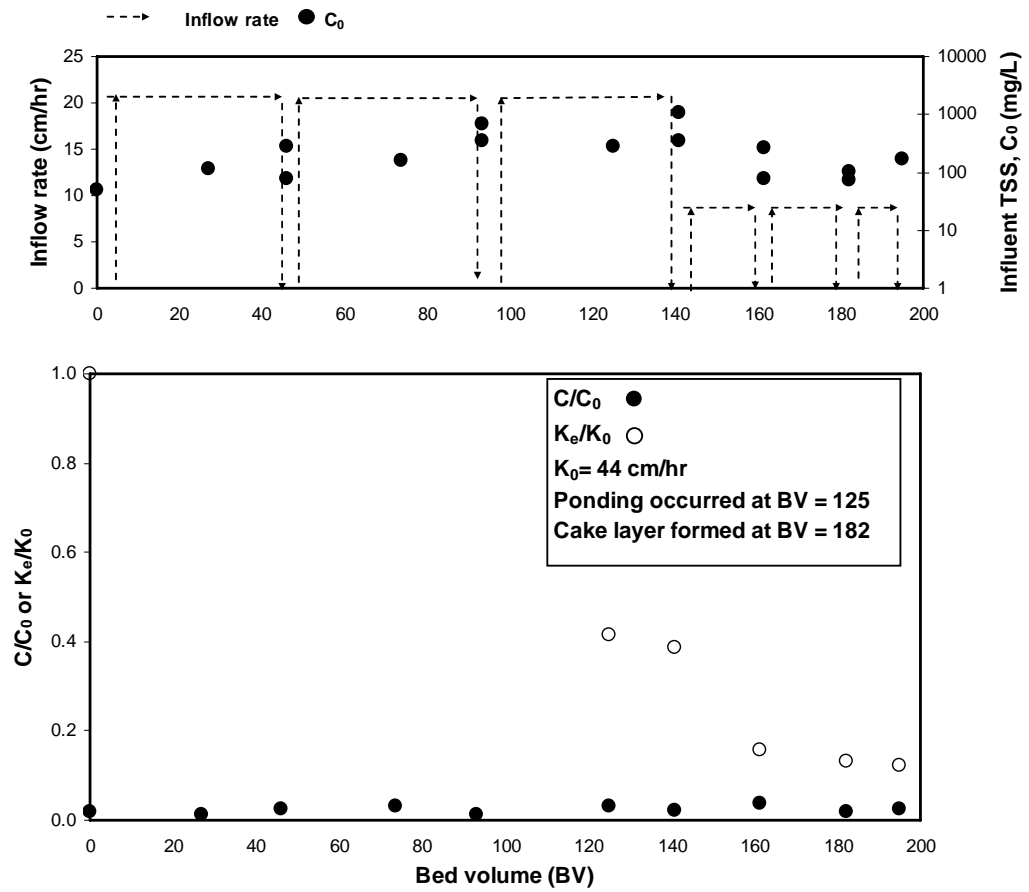 Inflow rate C₀
25
20
15
10
5
0
Inflow rate (cm/hr)
10000
1000
100
10
1
Influent TSS, C₀ (mg/L)
0 20 40 60 80 100 120 140 160 180 200
1.0
0.8
0.6
0.4
0.2
0.0
C/C₀ or Kₑ/K₀
C/C₀
Kₑ/K₀
K₀= 44 cm/hr
Ponding occurred at BV = 125
Cake layer formed at BV = 182
0 20 40 60 80 100 120 140 160 180 200
Bed volume (BV)